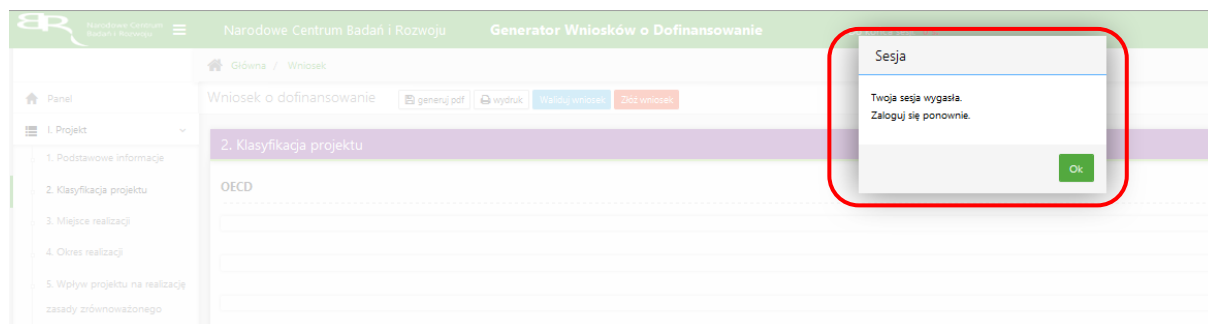 Narodowe Centrum
Badań i Rozwoju
Narodowe Centrum Badań i Rozwoju
Generator Wniosków o Dofinansowanie
Główna / Wniosek
Sesja
Twoja sesja wygasła.
Zaloguj się ponownie.
Ok
Panel
Wniosek o dofinansowanie
generuj pdf
wydruk
Waliduj wniosek
Złóż wniosek
I. Projekt
2. Klasyfikacja projektu
1. Podstawowe informacje
2. Klasyfikacja projektu
OECD
3. Miejsce realizacji
4. Okres realizacji
5. Wpływ projektu na realizację
zasady zrównoważonego